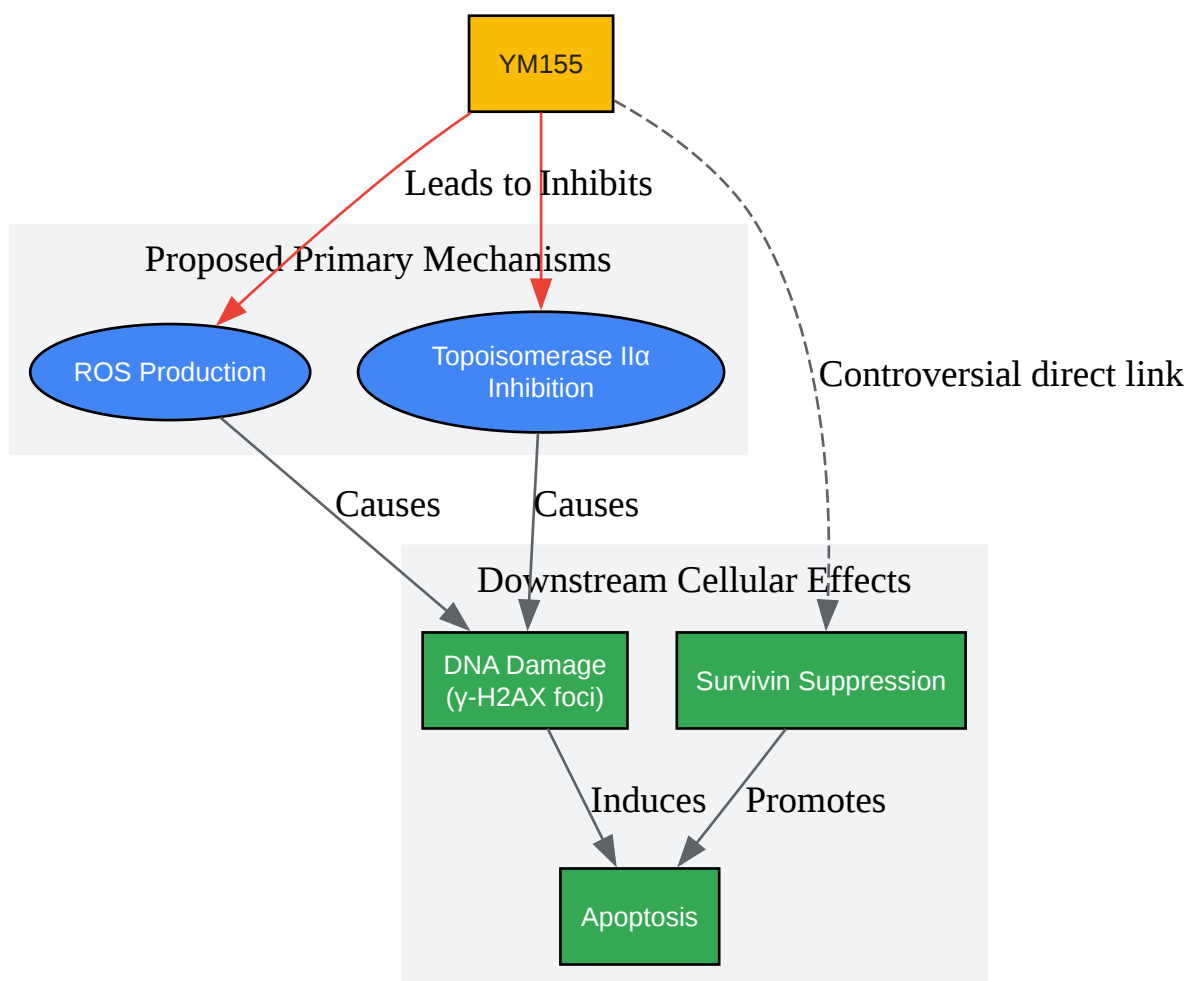 YM155
Leads to
Inhibits
Proposed Primary Mechanisms
ROS Production
Topoisomerase IIα
Inhibition
Controversial direct link
Causes
Causes
Downstream Cellular Effects
DNA Damage
(γ-H2AX foci)
Survivin Suppression
Induces
Promotes
Apoptosis